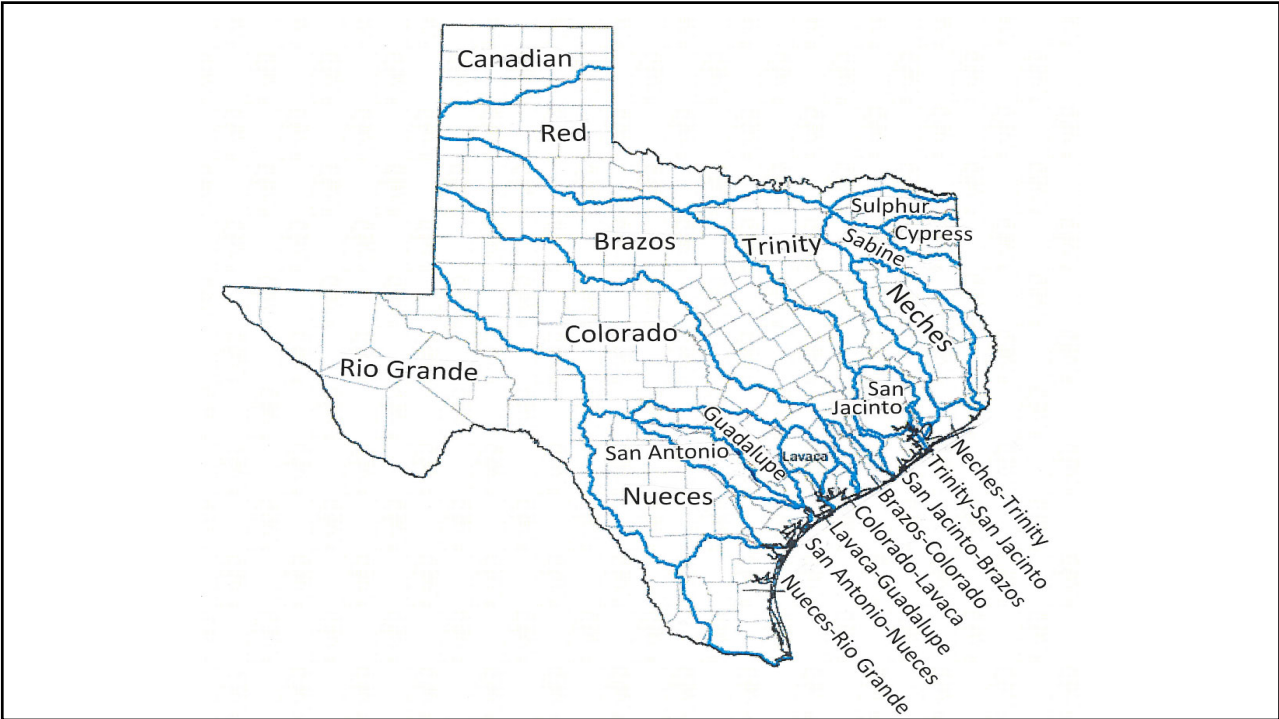 Canadian
Red
Sulphur
Cypress
Sabine
Trinity
Brazos
Neches
Colorado
Rio Grande
San
Jacinto
Guadalupe
San Antonio
Lavaca
Nueces
Neches-Trinity
Trinity-San Jacinto
San Jacinto-Brazos
Brazos-Colorado
Colorado-Lavaca
Lavaca-Guadalupe
San Antonio-Nueces
Nueces-Rio Grande